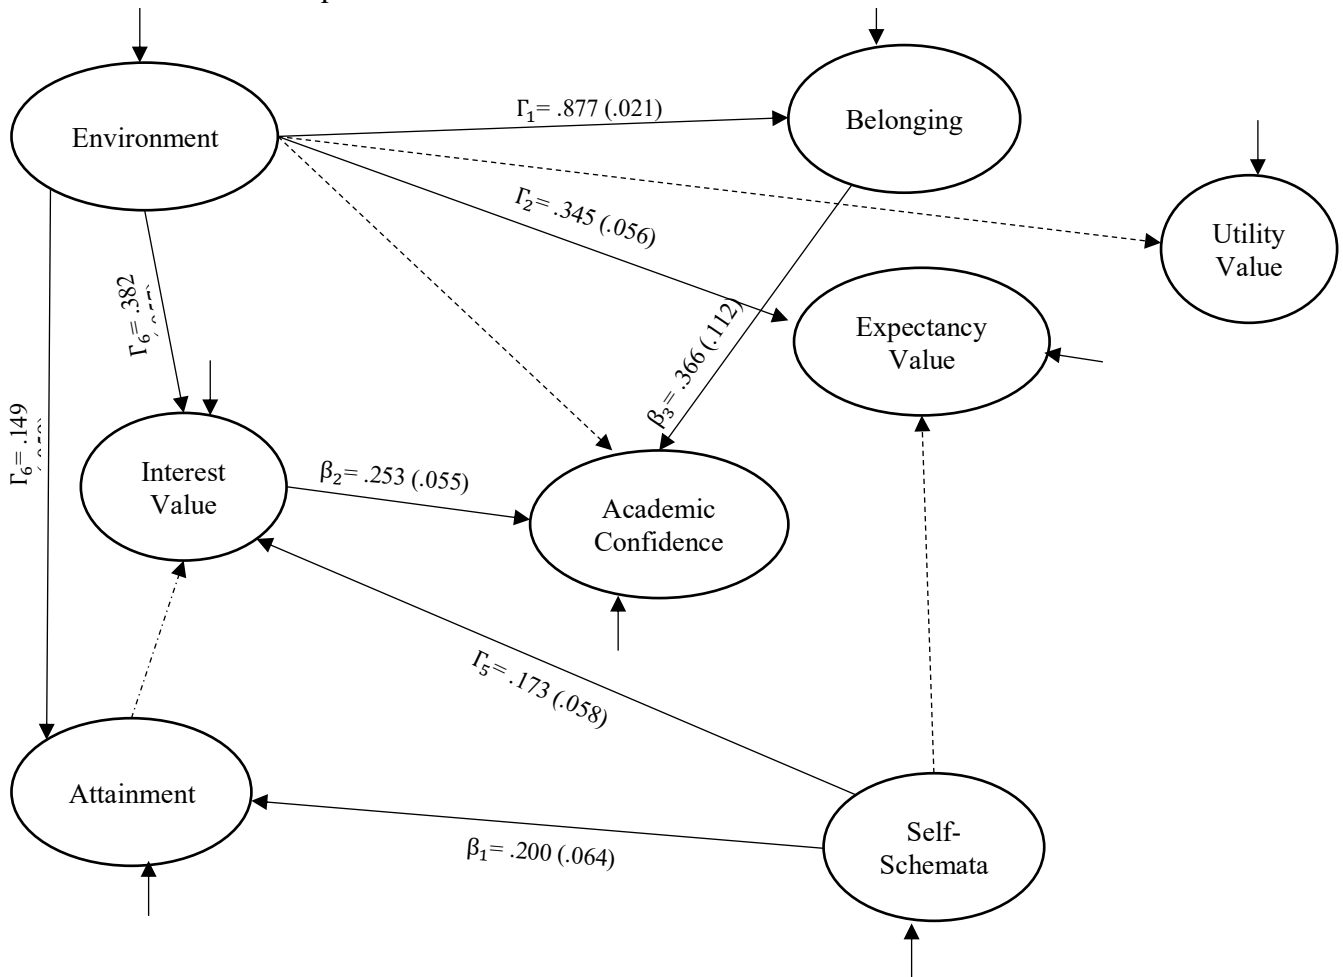 Environment
Γ₁= .877 (.021)
Belonging
Γ₂= .345 (.056)
Utility
Value
Γ₆= .382
Expectancy
Value
β₃= .366 (.112)
Γ₆= .149
Interest
Value
β₂= .253 (.055)
Academic
Confidence
Γ₅= .173 (.058)
Attainment
β₁= .200 (.064)
Self-
Schemata